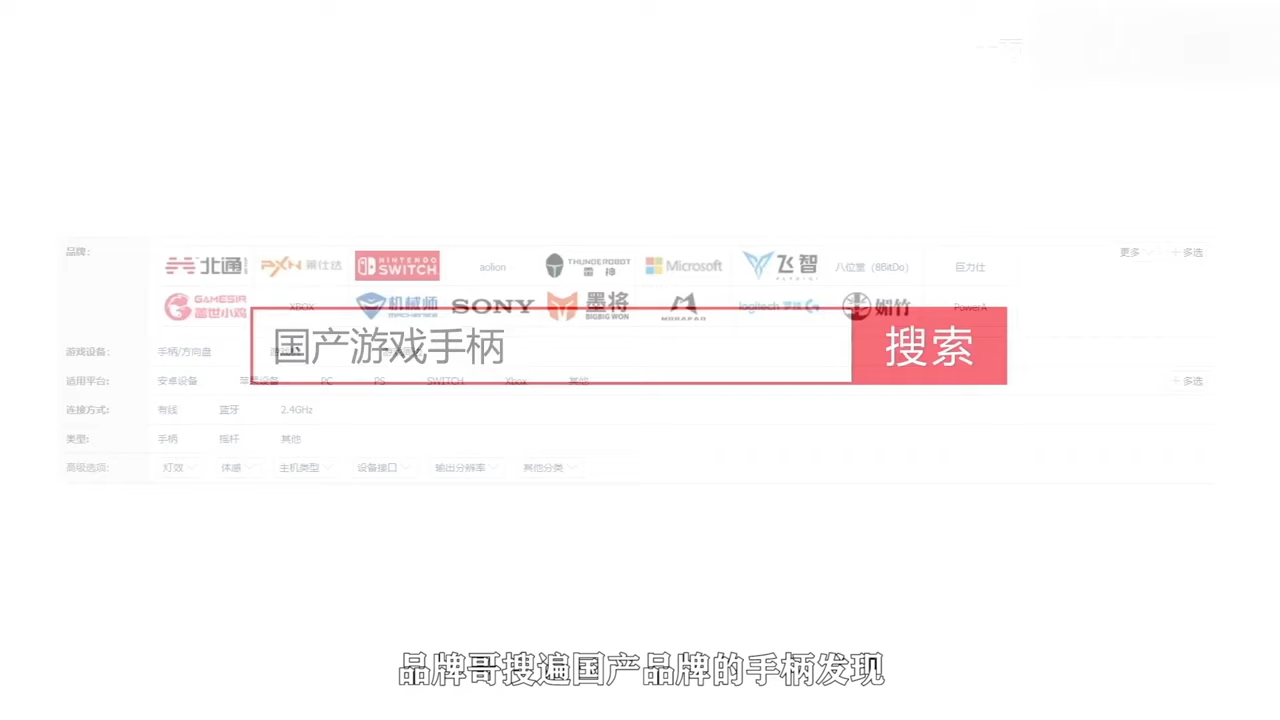 品牌:
北通
PXN 莱仕达
NINTENDO SWITCH
aolion
THUNDEROBOT 雷神
Microsoft
飞智
八位堂（8BitDo）
巨力仕
更多
+多选
GAMESIR 盖世小鸡
XBOX
机械师 MACHENIKE
SONY
墨将 BIGBIG WON
logitech
PowerA
国产游戏手柄
搜索
游戏设备:
手柄/方向盘
适用平台:
安卓设备
苹果设备
PC
PS
SWITCH
Xbox
其他
+多选
连接方式:
有线
蓝牙
2.4GHz
类型:
手柄
摇杆
其他
高级选项:
灯效
体感
主机类型
设备接口
输出分辨率
其他分类
品牌哥搜遍国产品牌的手柄发现